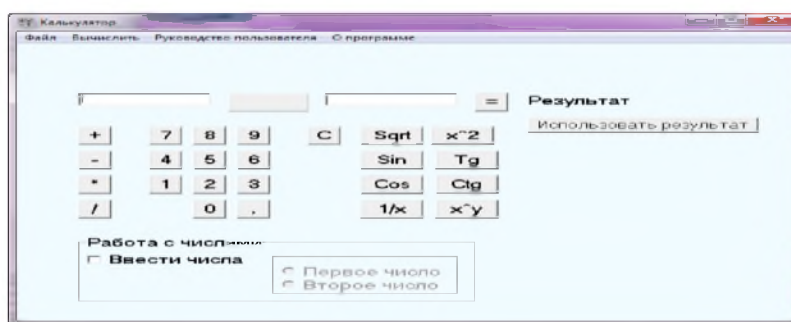 Калькулятор
Файл Вычислить Руководство пользователя О программе
= Результат
+ 7 8 9 C Sqrt x^2 Использовать результат
- 4 5 6 Sin Tg
* 1 2 3 Cos Ctg
/ 0 , 1/x x^y
Работа с числами
Ввести числа
Первое число
Второе число